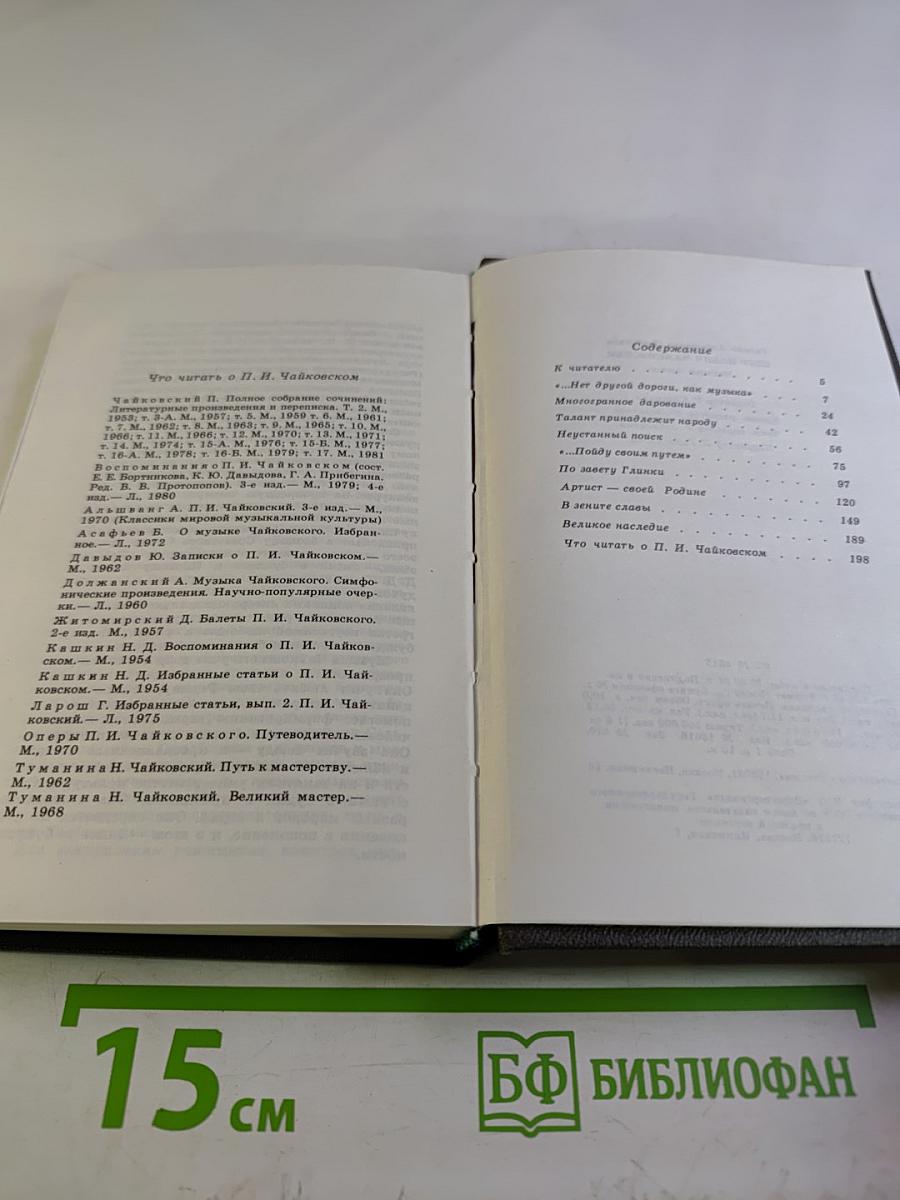 Что читать о П. И. Чайковском
Чайковский П. Полное собрание сочинений:
Литературные произведения и переписка. Т. 2. М.,
1953; т. 3-А. М., 1957; т. 5. М., 1959 т. 6. М., 1961;
т. 7. М., 1962; т. 8. М., 1963; т. 9. М., 1965; т. 10. М.,
1966; т. 11. М., 1966; т. 12. М., 1970; т. 13. М., 1971;
т. 14. М., 1974; т. 15-А. М., 1976; т. 15-Б. М., 1977;
т. 16-А. М., 1978; т. 16-Б. М., 1979; т. 17. М., 1981
Воспоминания о П. И. Чайковском (сост.
Е. Е. Бортникова, К. Ю. Давыдова, Г. А. Прибегина.
Ред. В. В. Протопопов). 3-е изд.— М., 1979; 4-е
изд.— Л., 1980
Альшванг А. П. И. Чайковский. 3-е изд.— М.,
1970 (Классики мировой музыкальной культуры)
Асафьев Б. О музыке Чайковского. Избран-
ное.— Л., 1972
Давыдов Ю. Записки о П. И. Чайковском.—
М., 1962
Должанский А. Музыка Чайковского. Симфо-
нические произведения. Научно-популярные очер-
ки.— Л., 1960
Житомирский Д. Балеты П. И. Чайковского.
2-е изд. М., 1957
Кашкин Н. Д. Воспоминания о П. И. Чайков-
ском.— М., 1954
Кашкин Н. Д. Избранные статьи о П. И. Чай-
ковском.— М., 1954
Ларош Г. Избранные статьи, вып. 2. П. И. Чай-
ковский.— Л., 1975
Оперы П. И. Чайковского. Путеводитель.—
М., 1970
Туманина Н. Чайковский. Путь к мастерству.—
М., 1962
Туманина Н. Чайковский. Великий мастер.—
М., 1968
Содержание
К читателю . . . . . . . . . . 5
«...Нет другой дороги, как музыка» . . . . 7
Многогранное дарование . . . . . . . 24
Талант принадлежит народу . . . . . . 42
Неустанный поиск . . . . . . . . 56
«...Пойду своим путем» . . . . . . . 75
По завету Глинки . . . . . . . . 97
Артист — своей Родине . . . . . . . 120
В зените славы . . . . . . . . . 149
Великое наследие . . . . . . . . 189
Что читать о П. И. Чайковском . . . . 198
15 см
БФ БИБЛИОФАН